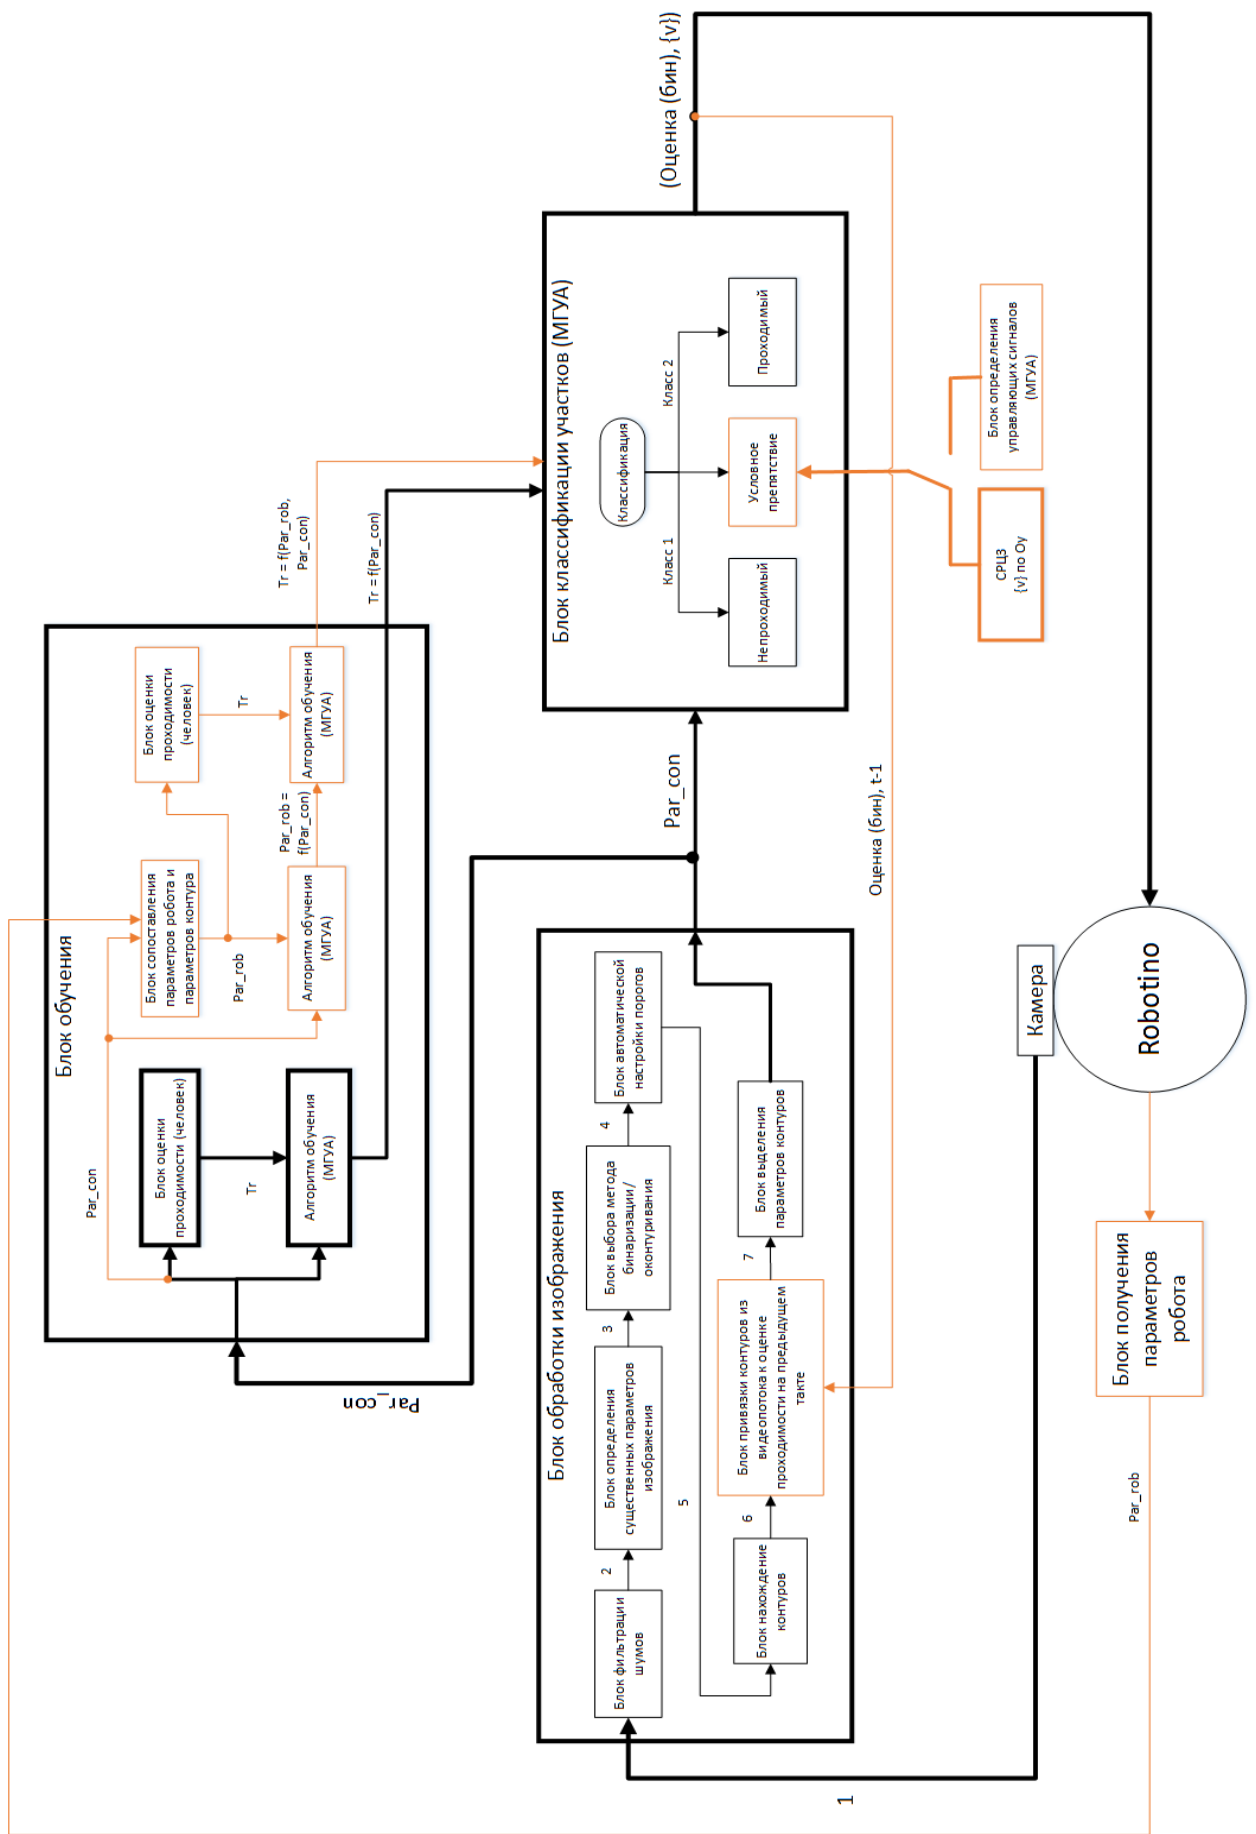 Блок обучения
Par_con
Par_con
Блок оценки
проходимости (человек)
Tr
Алгоритм обучения
(МГУА)
Блок сопоставления
параметров робота и
параметров контура
Par_rob
Алгоритм обучения
(МГУА)
Par_rob =
f(Par_con)
Блок оценки
проходимости
(человек)
Tr
Алгоритм обучения
(МГУА)
Tr = f(Par_rob,
Par_con)
Tr = f(Par_con)
Блок обработки изображения
1
Блок фильтрации
шумов
2
Блок определения
существенных параметров
изображения
3
Блок выбора метода
бинаризации/
оконтуривания
4
Блок автоматической
настройки порогов
5
Блок нахождение
контуров
6
Блок привязки контуров из
видеопотока к оценке
проходимости на предыдущем
такте
7
Блок выделения
параметров контуров
Par_con
Блок классификации участков (МГУА)
Классификация
Класс 1
Класс 2
Непроходимый
Условное
препятствие
Проходимый
(Оценка (бин), {v})
Оценка (бин), t-1
СРЦЗ
{v} по Оу
Блок определения
управляющих сигналов
(МГУА)
Камера
Robotino
Блок получения
параметров
робота
Par_rob